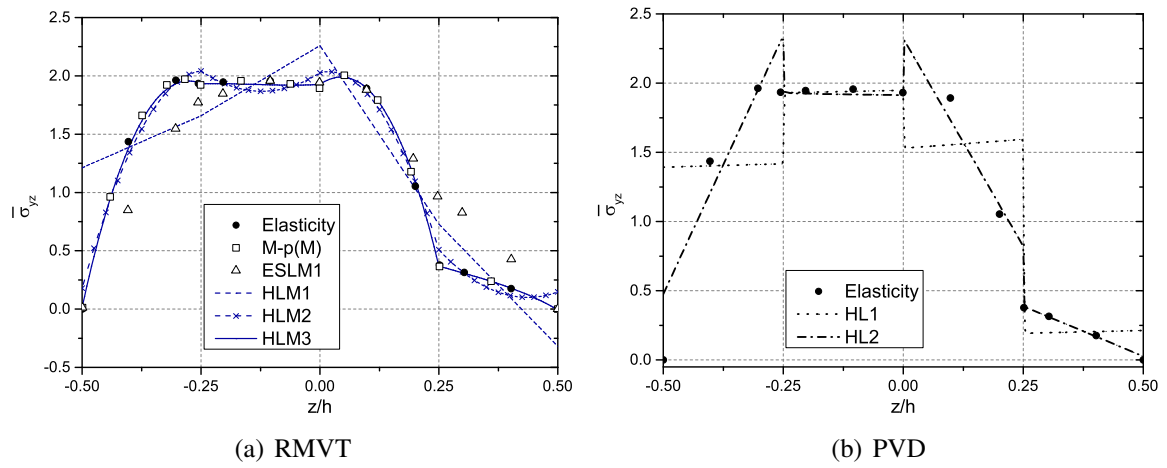 2.5
2.0
1.5
1.0
0.5
0.0
-0.5
σ̅yz
-0.50
-0.25
0.00
0.25
0.50
z/h
Elasticity
M-p(M)
ESLM1
HLM1
HLM2
HLM3
(a) RMVT
2.5
2.0
1.5
1.0
0.5
0.0
σ̅yz
-0.50
-0.25
0.00
0.25
0.50
z/h
Elasticity
HL1
HL2
(b) PVD